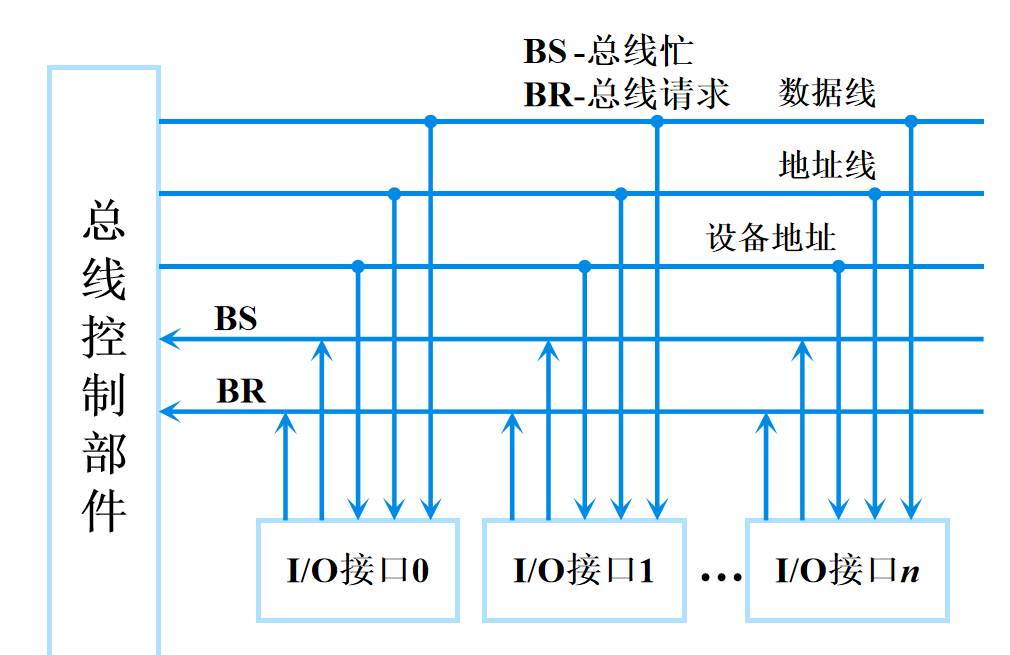 BS-总线忙
BR-总线请求
数据线
地址线
设备地址
BS
BR
总线控制部件
I/O接口0
I/O接口1
…
I/O接口n